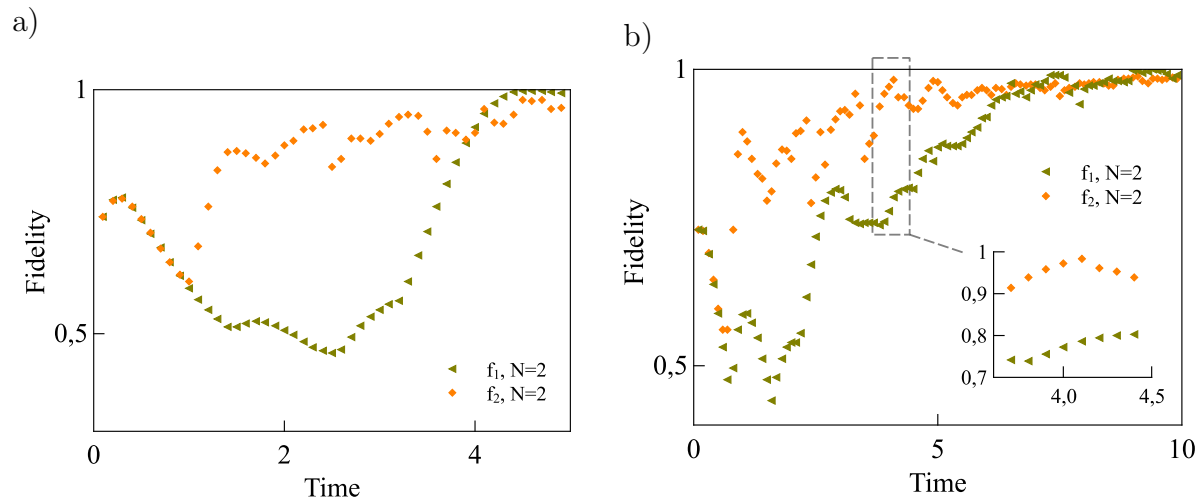 a)
1
Fidelity
0,5
f₁, N=2
f₂, N=2
0
2
4
Time
b)
1
Fidelity
0,5
f₁, N=2
f₂, N=2
1
0,9
0,8
0,7
4,0
4,5
0
5
10
Time